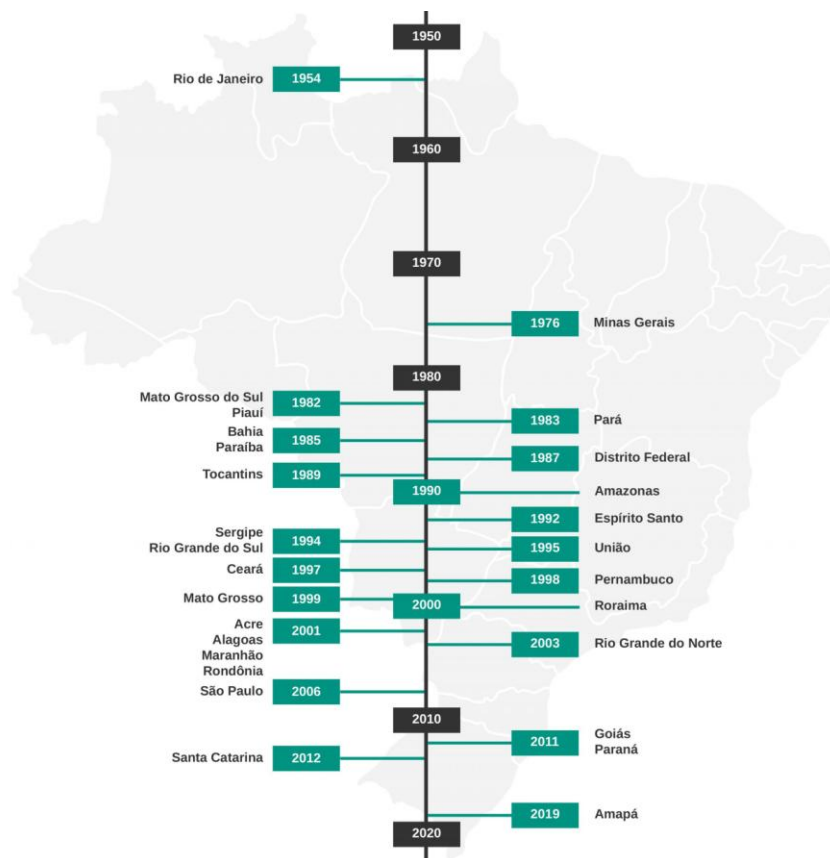 1950
Rio de Janeiro 1954
1960
1970
1976 Minas Gerais
1980
Mato Grosso do Sul
Piauí
1982
1983 Pará
Bahia
Paraíba
1985
1987 Distrito Federal
Tocantins 1989
1990 Amazonas
1992 Espírito Santo
Sergipe
Rio Grande do Sul
1994
1995 União
Ceará 1997
1998 Pernambuco
Mato Grosso 1999
2000 Roraima
Acre
Alagoas
Maranhão
Rondônia
2001
2003 Rio Grande do Norte
São Paulo 2006
2010
2011 Goiás
Paraná
Santa Catarina 2012
2019 Amapá
2020